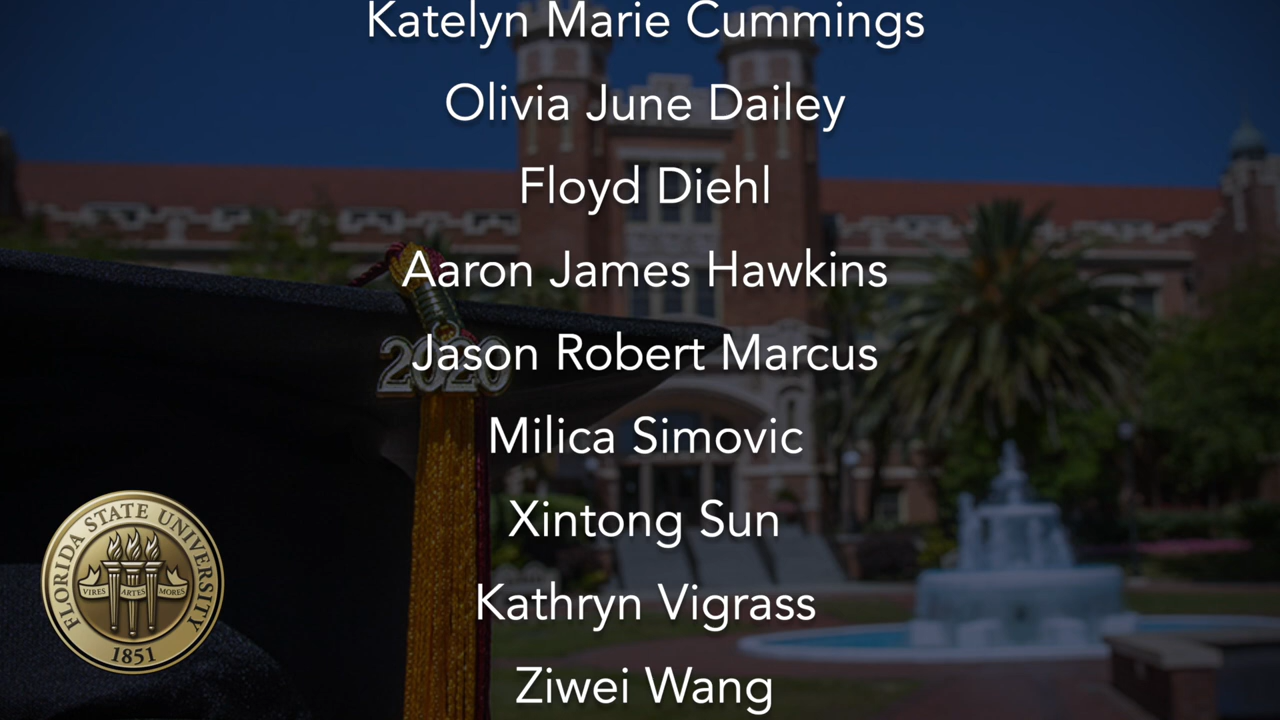 Katelyn Marie Cummings
Olivia June Dailey
Floyd Diehl
Aaron James Hawkins
2020
Jason Robert Marcus
Milica Simovic
Xintong Sun
Kathryn Vigrass
Ziwei Wang
FLORIDA STATE UNIVERSITY
VIRES ARTES MORES
1851